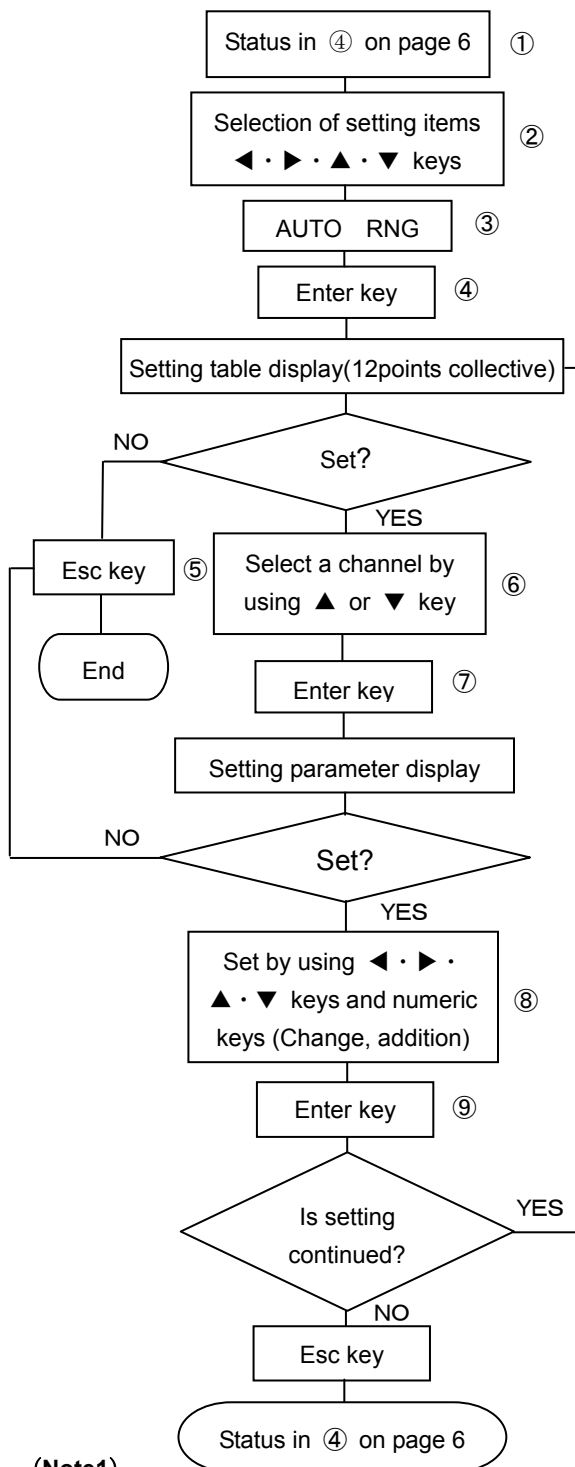 Status in ④ on page 6 ①
Selection of setting items
◀・▶・▲・▼ keys ②
AUTO RNG ③
Enter key ④
Setting table display(12points collective)
NO
Set?
YES
Esc key ⑤
Select a channel by
using ▲ or ▼ key ⑥
End
Enter key ⑦
Setting parameter display
NO
Set?
YES
Set by using ◀・▶・
▲・▼ keys and numeric
keys (Change, addition) ⑧
Enter key ⑨
Is setting
continued?
YES
NO
Esc key
Status in ④ on page 6
(Note1)